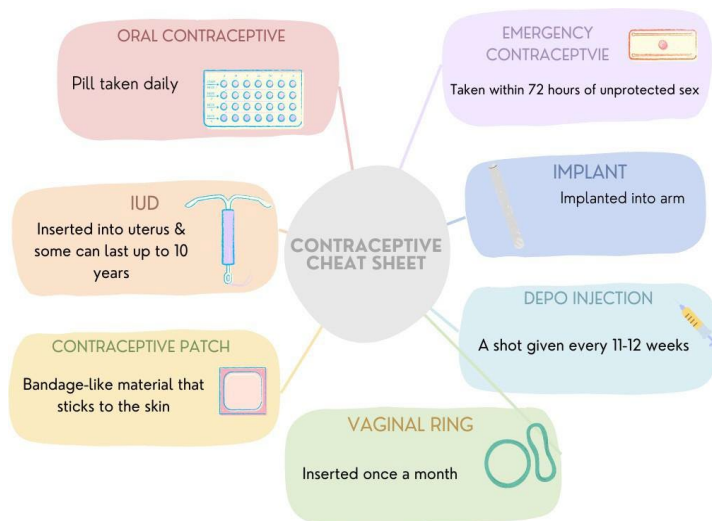 ORAL CONTRACEPTIVE
Pill taken daily
EMERGENCY
CONTRACEPTVIE
Taken within 72 hours of unprotected sex
IUD
Inserted into uterus &
some can last up to 10
years
CONTRACEPTIVE
CHEAT SHEET
IMPLANT
Implanted into arm
CONTRACEPTIVE PATCH
Bandage-like material that
sticks to the skin
DEPO INJECTION
A shot given every 11-12 weeks
VAGINAL RING
Inserted once a month